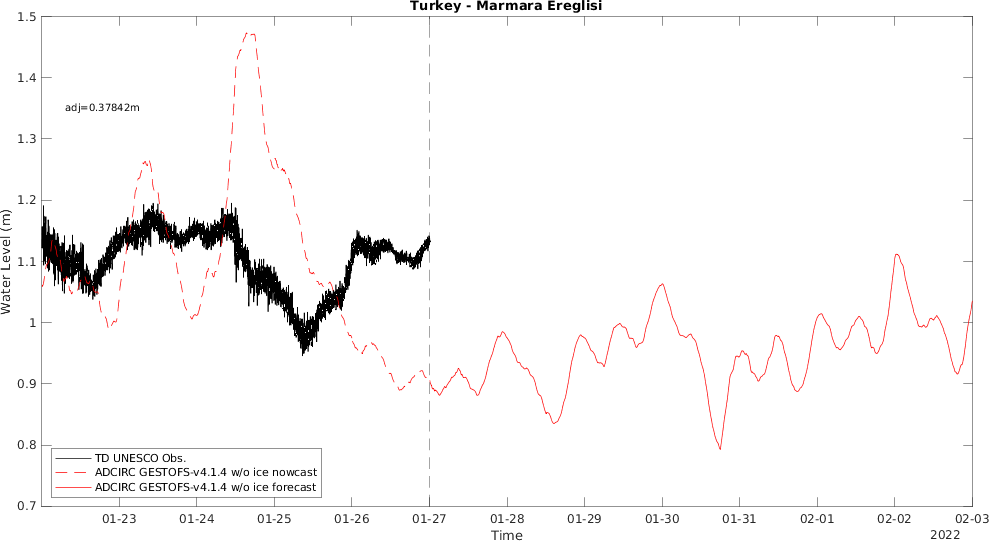 Turkey - Marmara Ereglisi
1.5
1.4
1.3
1.2
1.1
1
0.9
0.8
0.7
Water Level (m)
adj=0.37842m
TD UNESCO Obs.
ADCIRC GESTOFS-v4.1.4 w/o ice nowcast
ADCIRC GESTOFS-v4.1.4 w/o ice forecast
01-23 01-24 01-25 01-26 01-27 01-28 01-29 01-30 01-31 02-01 02-02 02-03
Time
2022